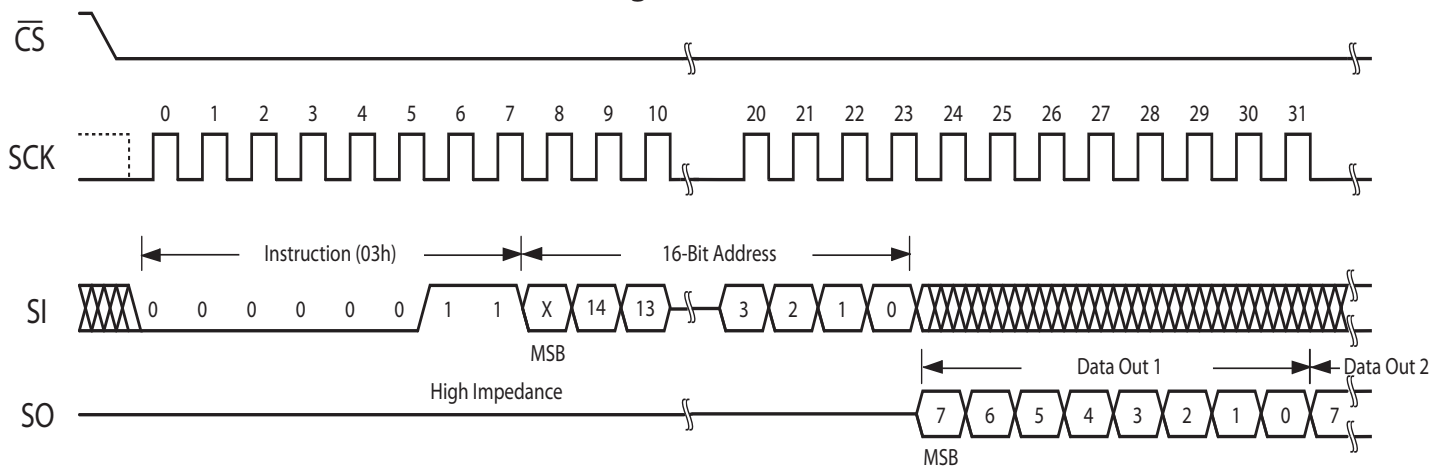 g
CS
0 1 2 3 4 5 6 7 8 9 10 20 21 22 23 24 25 26 27 28 29 30 31
SCK
Instruction (03h) 16-Bit Address
SI 0 0 0 0 0 0 1 1 X 14 13 3 2 1 0
MSB
Data Out 1 Data Out 2
High Impedance
SO 7 6 5 4 3 2 1 0 7
MSB